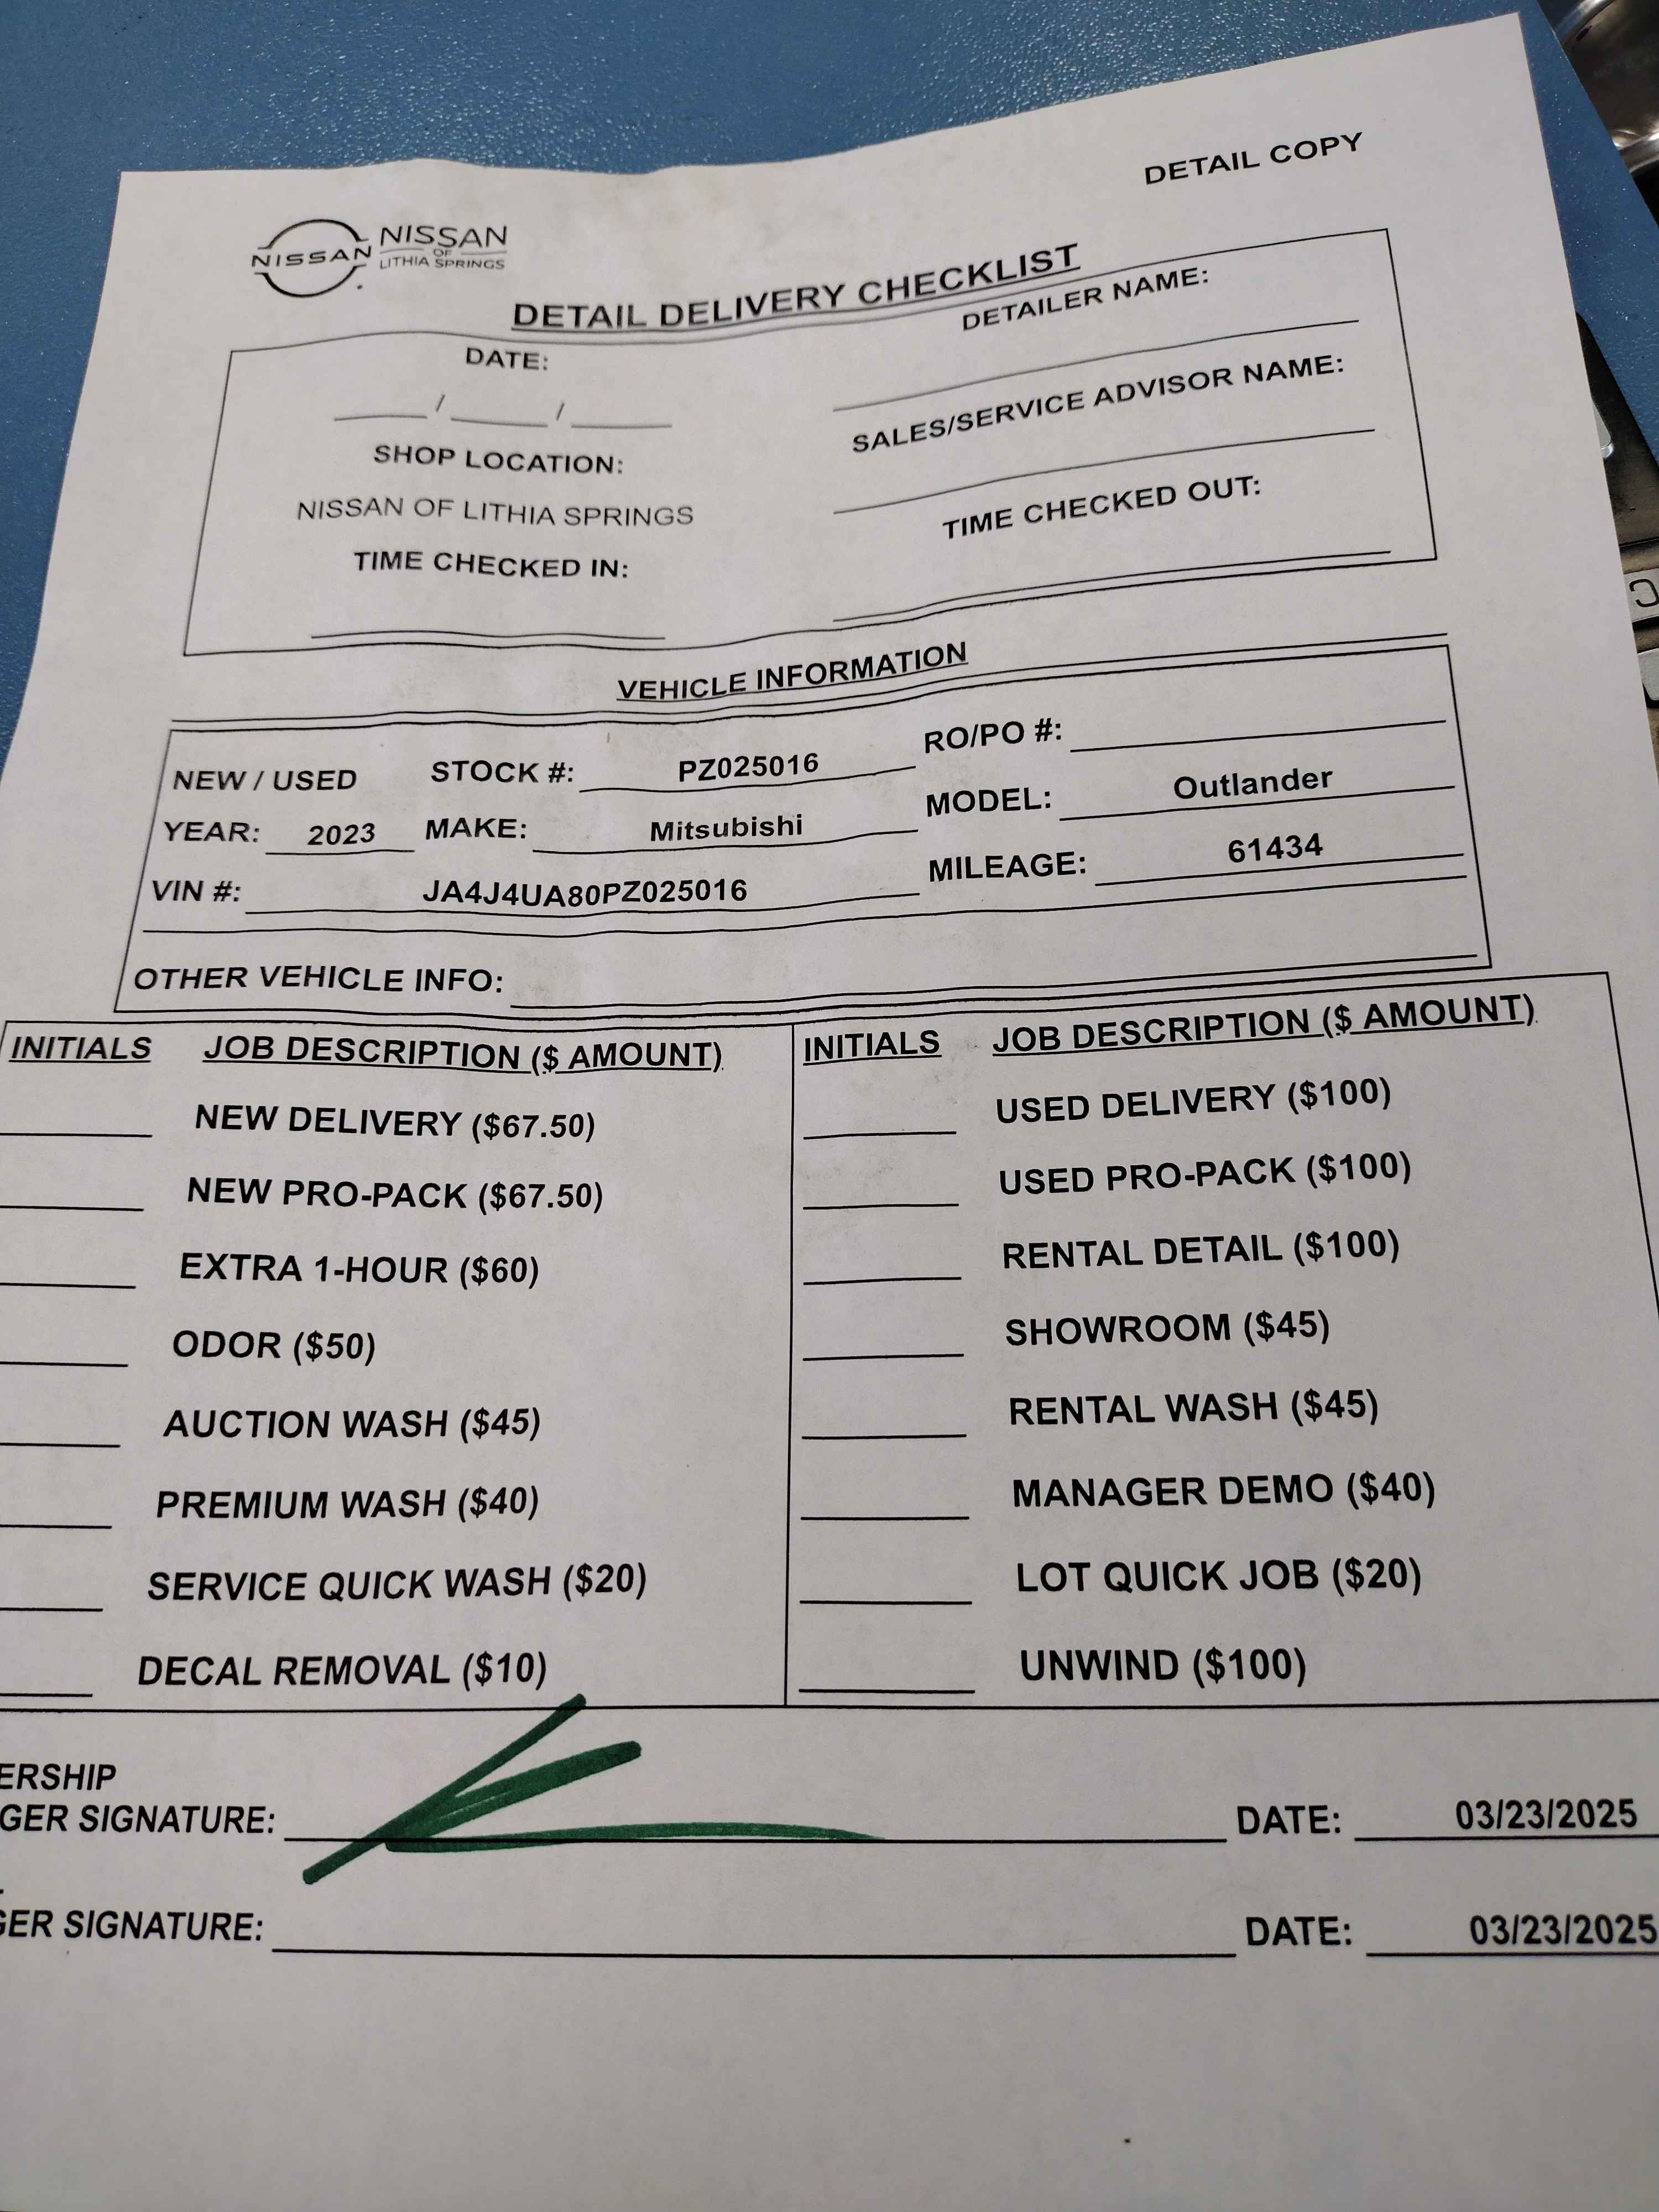 DETAIL COPY
NISSAN
NISSAN
OF
LITHIA SPRINGS
DETAIL DELIVERY CHECKLIST
DATE:
/ /
DETAILER NAME:
SHOP LOCATION:
NISSAN OF LITHIA SPRINGS
SALES/SERVICE ADVISOR NAME:
TIME CHECKED IN:
TIME CHECKED OUT:
VEHICLE INFORMATION
NEW / USED STOCK #: PZ025016 RO/PO #:
YEAR: 2023 MAKE: Mitsubishi MODEL: Outlander
VIN #: JA4J4UA80PZ025016 MILEAGE: 61434
OTHER VEHICLE INFO:
INITIALS JOB DESCRIPTION ($ AMOUNT) INITIALS JOB DESCRIPTION ($ AMOUNT)
NEW DELIVERY ($67.50) USED DELIVERY ($100)
NEW PRO-PACK ($67.50) USED PRO-PACK ($100)
EXTRA 1-HOUR ($60) RENTAL DETAIL ($100)
ODOR ($50) SHOWROOM ($45)
AUCTION WASH ($45) RENTAL WASH ($45)
PREMIUM WASH ($40) MANAGER DEMO ($40)
SERVICE QUICK WASH ($20) LOT QUICK JOB ($20)
DECAL REMOVAL ($10) UNWIND ($100)
ERSHIP
GER SIGNATURE: DATE: 03/23/2025
GER SIGNATURE: DATE: 03/23/2025